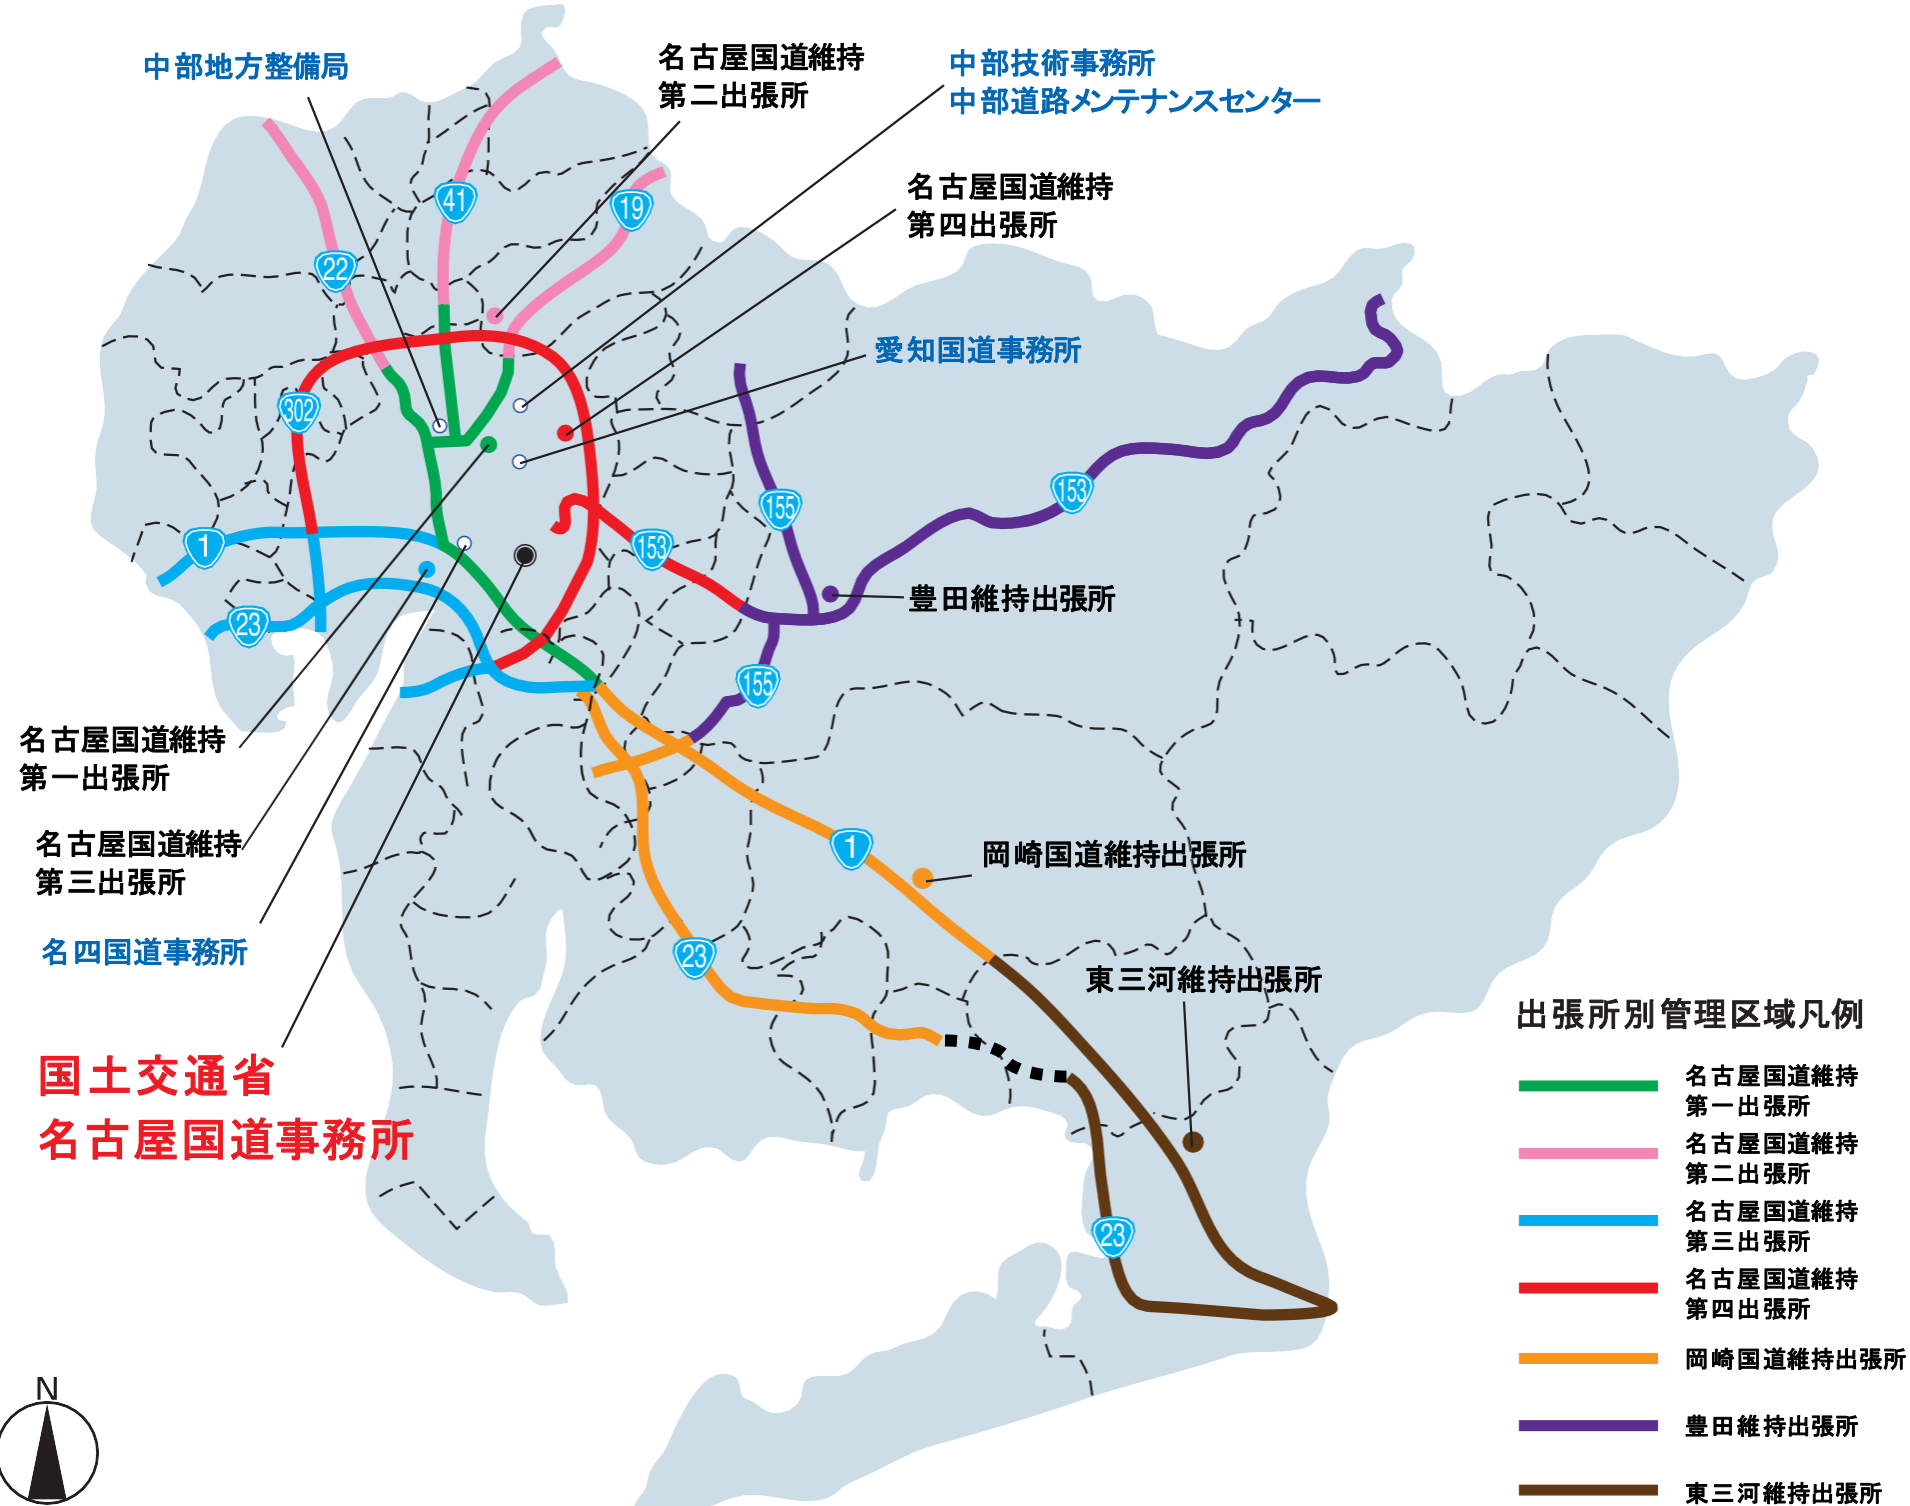 中部地方整備局
名古屋国道維持
第二出張所
中部技術事務所
中部道路メンテナンスセンター
名古屋国道維持
第四出張所
41
19
22
愛知国道事務所
302
155
153
1
153
豊田維持出張所
23
155
名古屋国道維持
第一出張所
名古屋国道維持
第三出張所
1
岡崎国道維持出張所
名四国道事務所
23
東三河維持出張所
国土交通省
名古屋国道事務所
23
出張所別管理区域凡例
名古屋国道維持
第一出張所
名古屋国道維持
第二出張所
名古屋国道維持
第三出張所
名古屋国道維持
第四出張所
岡崎国道維持出張所
豊田維持出張所
東三河維持出張所
N